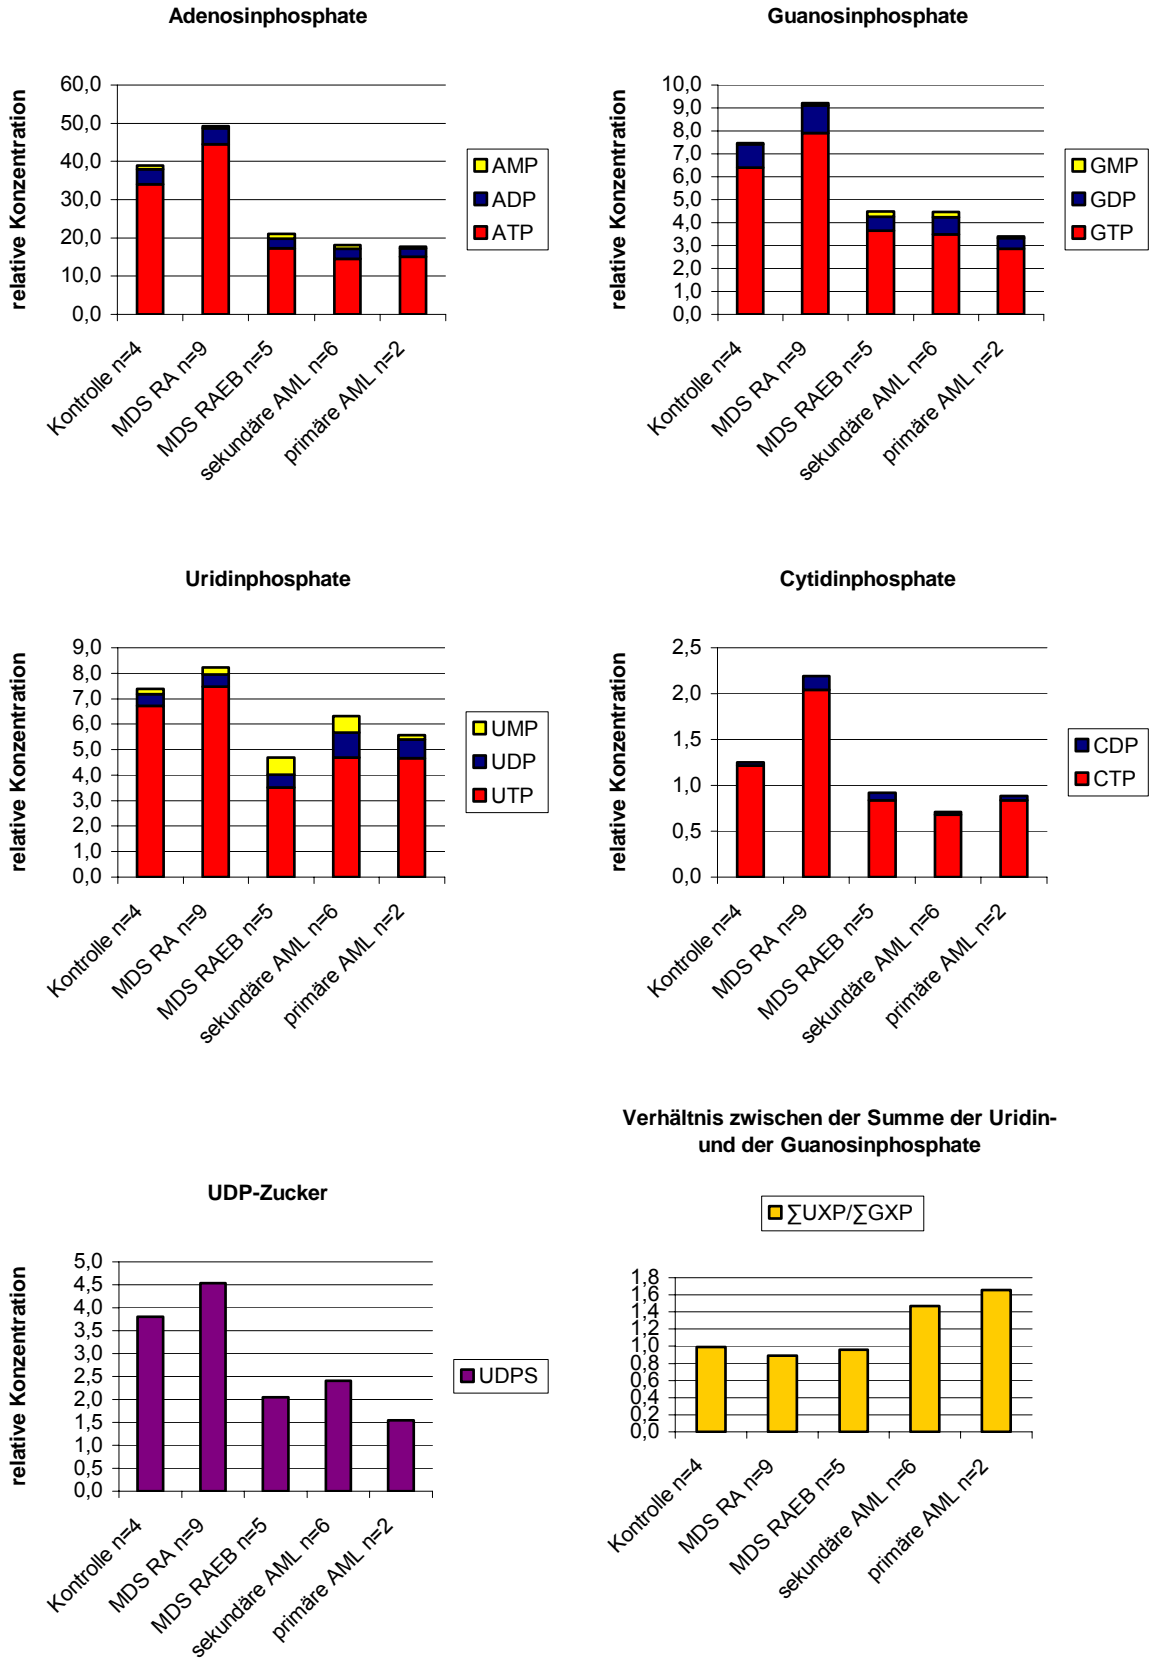 Adenosinphosphate
relative Konzentration
60,0
50,0
40,0
30,0
20,0
10,0
0,0
Kontrolle n=4
MDS RA n=9
MDS RAEB n=5
sekundäre AML n=6
primäre AML n=2
AMP
ADP
ATP
Guanosinphosphate
relative Konzentration
10,0
9,0
8,0
7,0
6,0
5,0
4,0
3,0
2,0
1,0
0,0
Kontrolle n=4
MDS RA n=9
MDS RAEB n=5
sekundäre AML n=6
primäre AML n=2
GMP
GDP
GTP
Uridinphosphate
relative Konzentration
9,0
8,0
7,0
6,0
5,0
4,0
3,0
2,0
1,0
0,0
Kontrolle n=4
MDS RA n=9
MDS RAEB n=5
sekundäre AML n=6
primäre AML n=2
UMP
UDP
UTP
Cytidinphosphate
relative Konzentration
2,5
2,0
1,5
1,0
0,5
0,0
Kontrolle n=4
MDS RA n=9
MDS RAEB n=5
sekundäre AML n=6
primäre AML n=2
CDP
CTP
UDP-Zucker
relative Konzentration
5,0
4,5
4,0
3,5
3,0
2,5
2,0
1,5
1,0
0,5
0,0
Kontrolle n=4
MDS RA n=9
MDS RAEB n=5
sekundäre AML n=6
primäre AML n=2
UDPS
Verhältnis zwischen der Summe der Uridin-
und der Guanosinphosphate
∑UXP/∑GXP
1,8
1,6
1,4
1,2
1,0
0,8
0,6
0,4
0,2
0,0
Kontrolle n=4
MDS RA n=9
MDS RAEB n=5
sekundäre AML n=6
primäre AML n=2